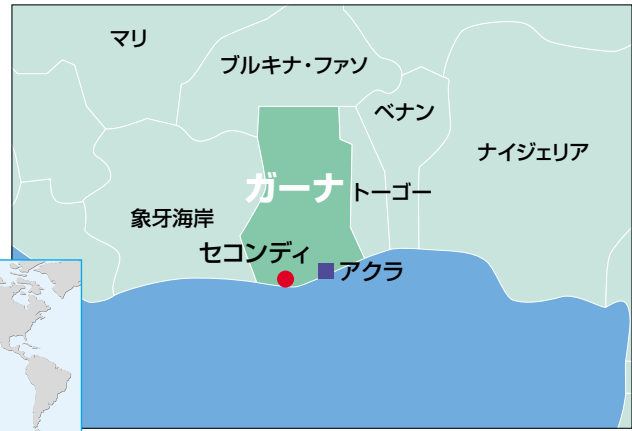 マリ
ブルキナ・ファソ
ベナン
ナイジェリア
ガーナ
トーゴー
象牙海岸
セコンディ
アクラ